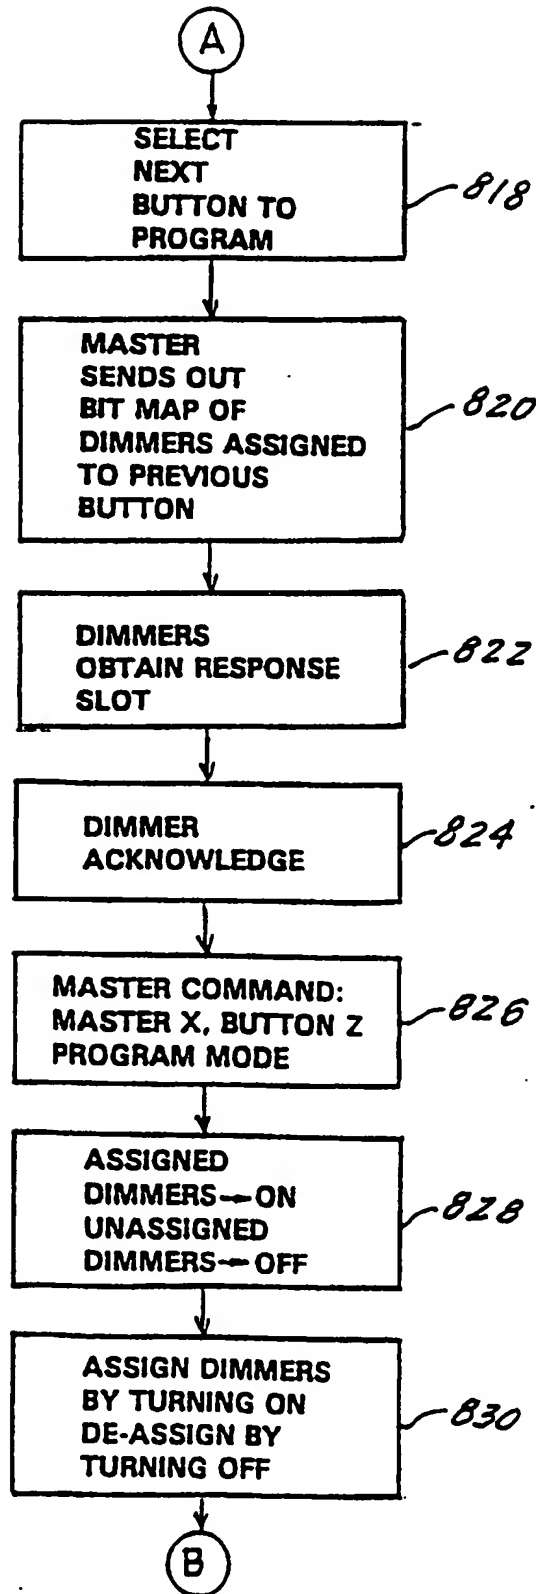 A
SELECT
NEXT
BUTTON TO
PROGRAM
818
MASTER
SENDS OUT
BIT MAP OF
DIMMERS ASSIGNED
TO PREVIOUS
BUTTON
820
DIMMERS
OBTAIN RESPONSE
SLOT
822
DIMMER
ACKNOWLEDGE
824
MASTER COMMAND:
MASTER X, BUTTON Z
PROGRAM MODE
826
ASSIGNED
DIMMERS→ON
UNASSIGNED
DIMMERS→OFF
828
ASSIGN DIMMERS
BY TURNING ON
DE-ASSIGN BY
TURNING OFF
830
B